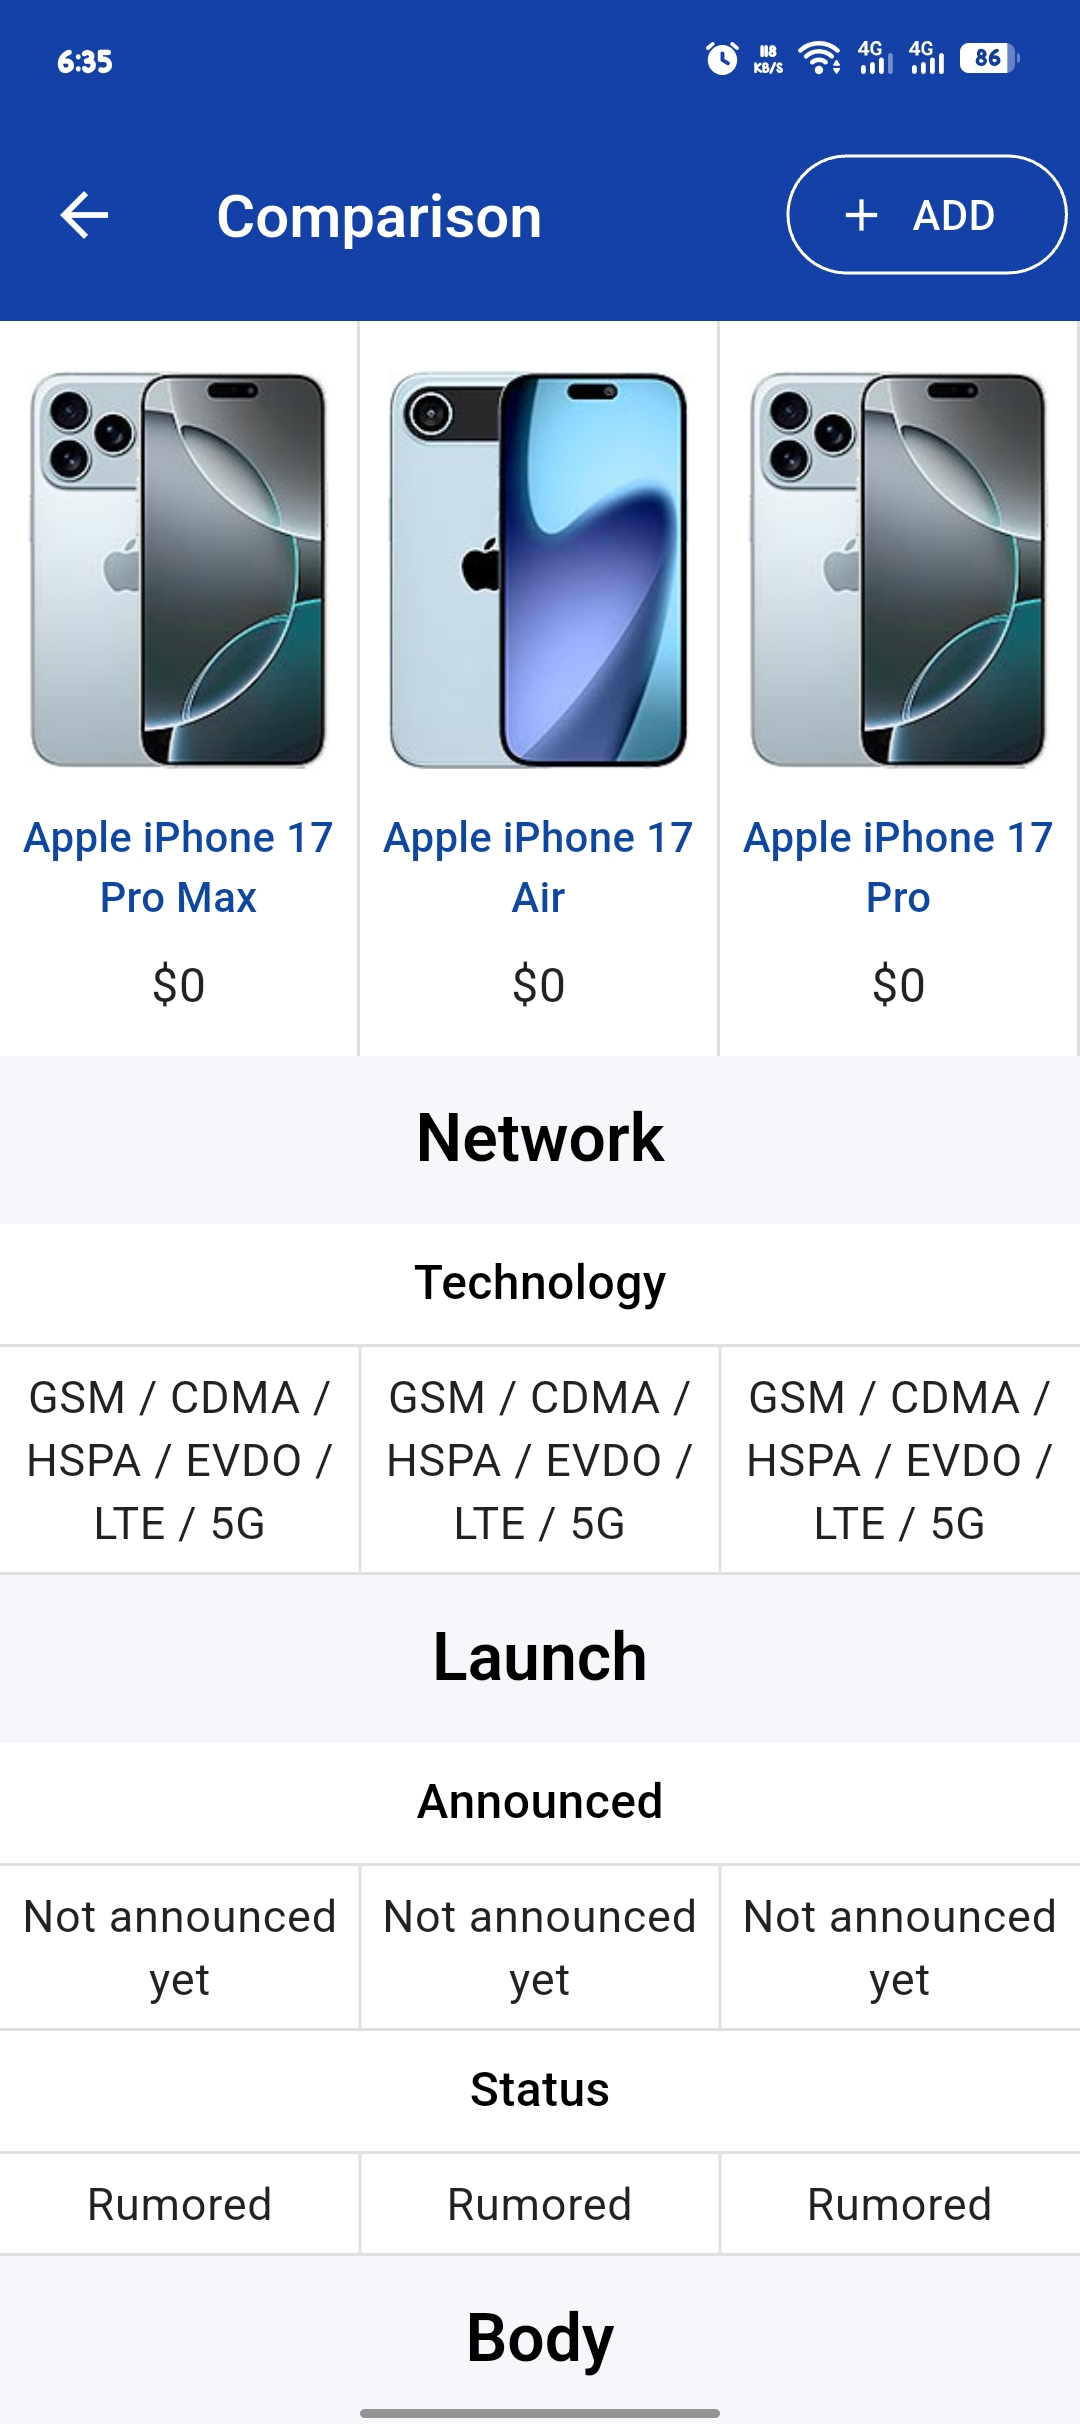 6:35
118
KB/S
4G
4G
86
Comparison
+ ADD
Apple iPhone 17
Pro Max
$0
Apple iPhone 17
Air
$0
Apple iPhone 17
Pro
$0
Network
Technology
GSM / CDMA /
HSPA / EVDO /
LTE / 5G
GSM / CDMA /
HSPA / EVDO /
LTE / 5G
GSM / CDMA /
HSPA / EVDO /
LTE / 5G
Launch
Announced
Not announced
yet
Not announced
yet
Not announced
yet
Status
Rumored
Rumored
Rumored
Body